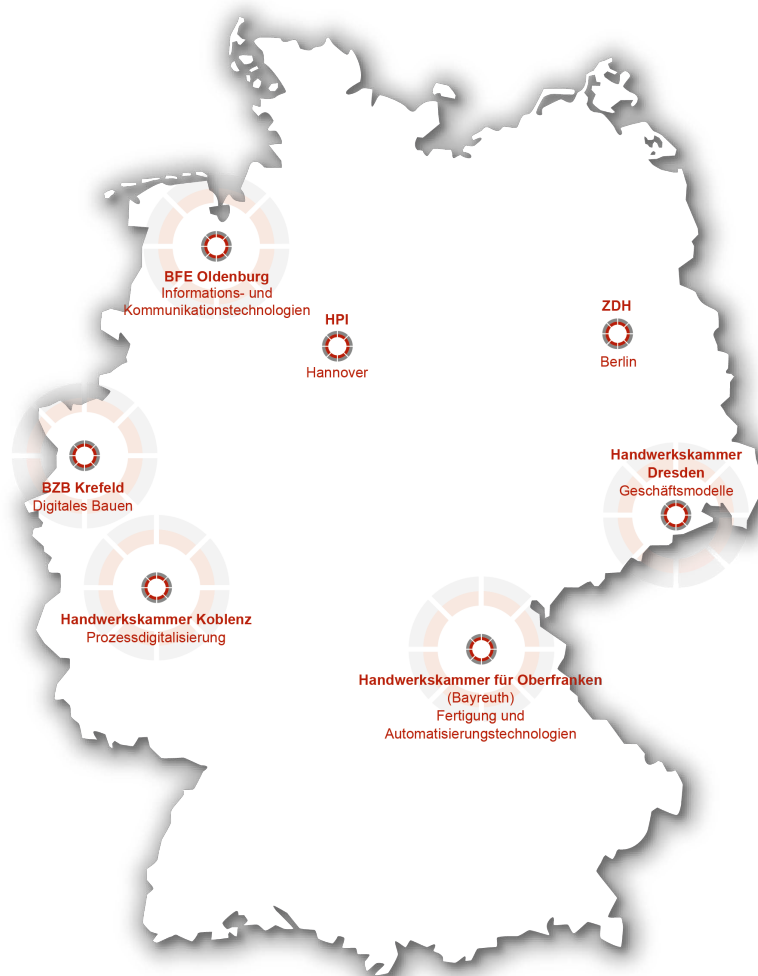 BFE Oldenburg
Informations- und
Kommunikationstechnologien
HPI
Hannover
ZDH
Berlin
BZB Krefeld
Digitales Bauen
Handwerkskammer
Dresden
Geschäftsmodelle
Handwerkskammer Koblenz
Prozessdigitalisierung
Handwerkskammer für Oberfranken
(Bayreuth)
Fertigung und
Automatisierungstechnologien